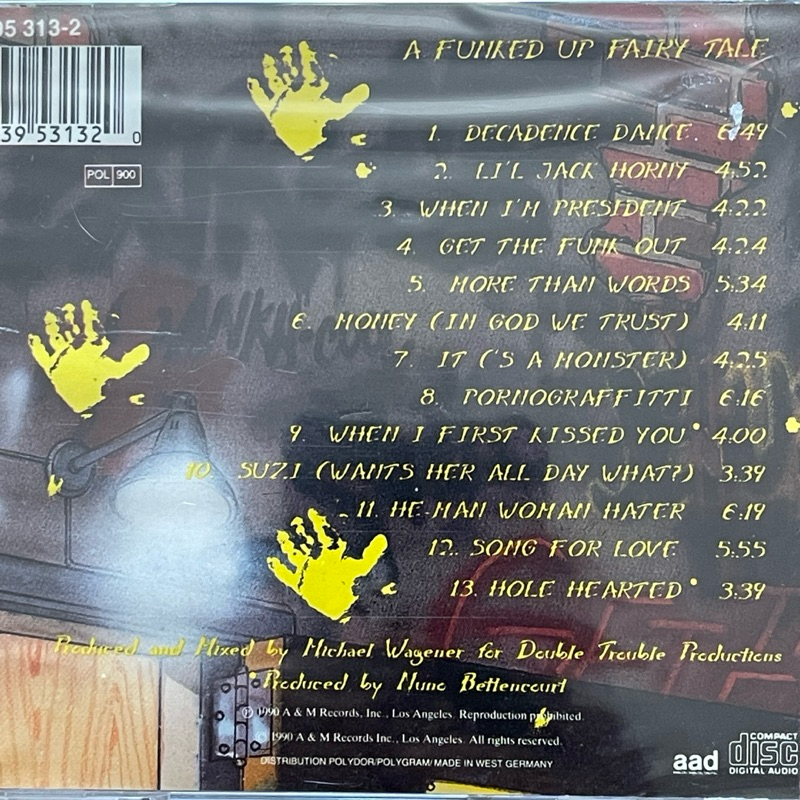 95 313-2
39 53132 0
POL 900
A FUNKED UP FAIRY TALE
1. DECADENCE DANCE. 6:49
2. LI'L JACK HORNY 4:52
3. WHEN I'M PRESIDENT 4:22
4. GET THE FUNK OUT 4:24
5. MORE THAN WORDS 5:34
6. MONEY (IN GOD WE TRUST) 4:11
7. IT ('S A MONSTER) 4:25
8. PORNOGRAFFITTI 6:16
9. WHEN I FIRST KISSED YOU• 4:00
10. SUZI (WANTS HER ALL DAY WHAT?) 3:39
11. HE-MAN WOMAN HATER 6:19
12. SONG FOR LOVE 5:55
13. HOLE HEARTED• 3:39
Produced and Mixed by Michael Wagener for Double Trouble Productions
•Produced by Nuno Bettencourt
℗ 1990 A & M Records, Inc., Los Angeles. Reproduction prohibited.
© 1990 A & M Records, Inc., Los Angeles. All rights reserved.
DISTRIBUTION POLYDOR/POLYGRAM/MADE IN WEST GERMANY
aad
COMPACT
disc
DIGITAL AUDIO